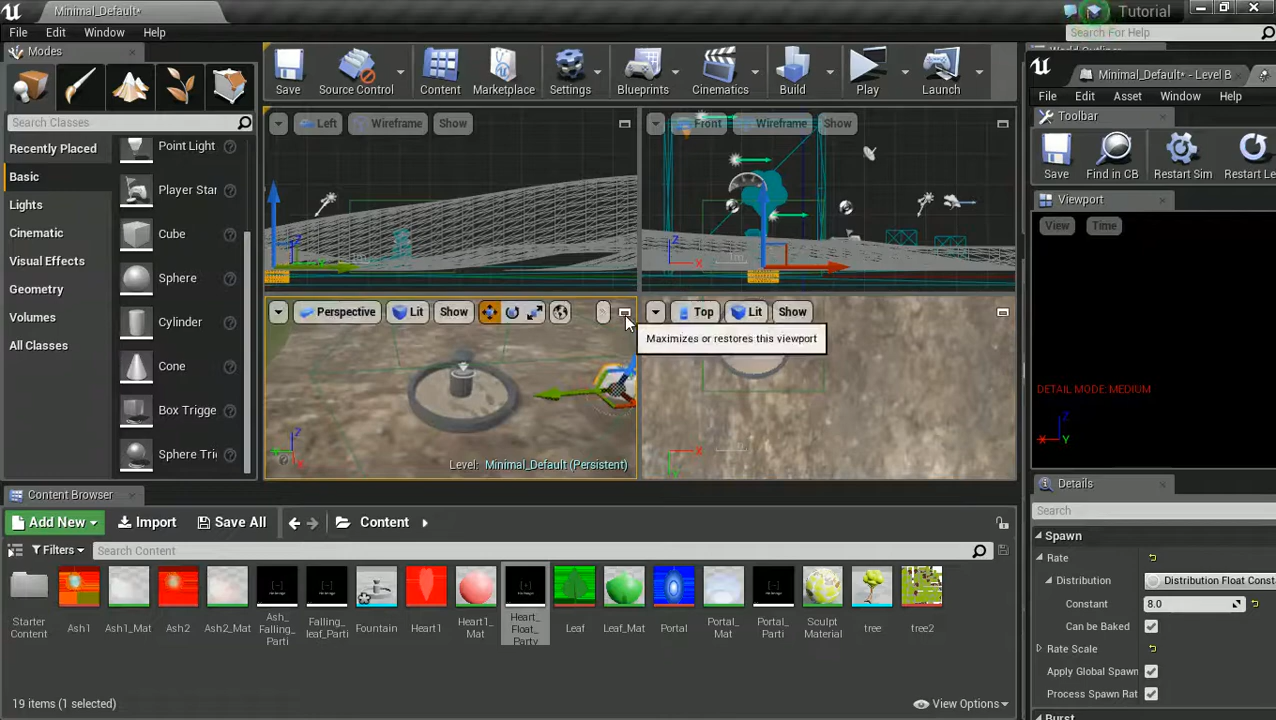 Minimal_Default*
Tutorial
File
Edit
Window
Help
Search For Help
Modes
Search Classes
Recently Placed
Basic
Lights
Cinematic
Visual Effects
Geometry
Volumes
All Classes
Point Light
Player Star
Cube
Sphere
Cylinder
Cone
Box Trigge
Sphere Tri
Save
Source Control
Content
Marketplace
Settings
Blueprints
Cinematics
Build
Play
Launch
Left
Wireframe
Show
Front
Wireframe
Show
Z
1m
Z
X
1m
Perspective
Lit
Show
Top
Lit
Show
Maximizes or restores this viewport
Z
X
Level: Minimal_Default (Persistent)
X
Content Browser
Add New
Import
Save All
Content
Filters
Search Content
Starter Content
Ash1
Ash1_Mat
Ash2
Ash2_Mat
Ash_Falling_Parti
Falling_leaf_Parti
Fountain
Heart1
Heart1_Mat
Heart_Float_Party
Leaf
Leaf_Mat
Portal
Portal_Mat
Portal_Parti
Sculpt Material
tree
tree2
19 items (1 selected)
View Options
Minimal_Default* - Level B
File
Edit
Asset
Window
Help
Toolbar
Save
Find in CB
Restart Sim
Restart Le
Viewport
View
Time
DETAIL MODE: MEDIUM
Z
X
Y
Details
Search
Spawn
Rate
Distribution
Distribution Float Const
Constant
8.0
Can be Baked
Rate Scale
Apply Global Spawn
Process Spawn Rat
Burst